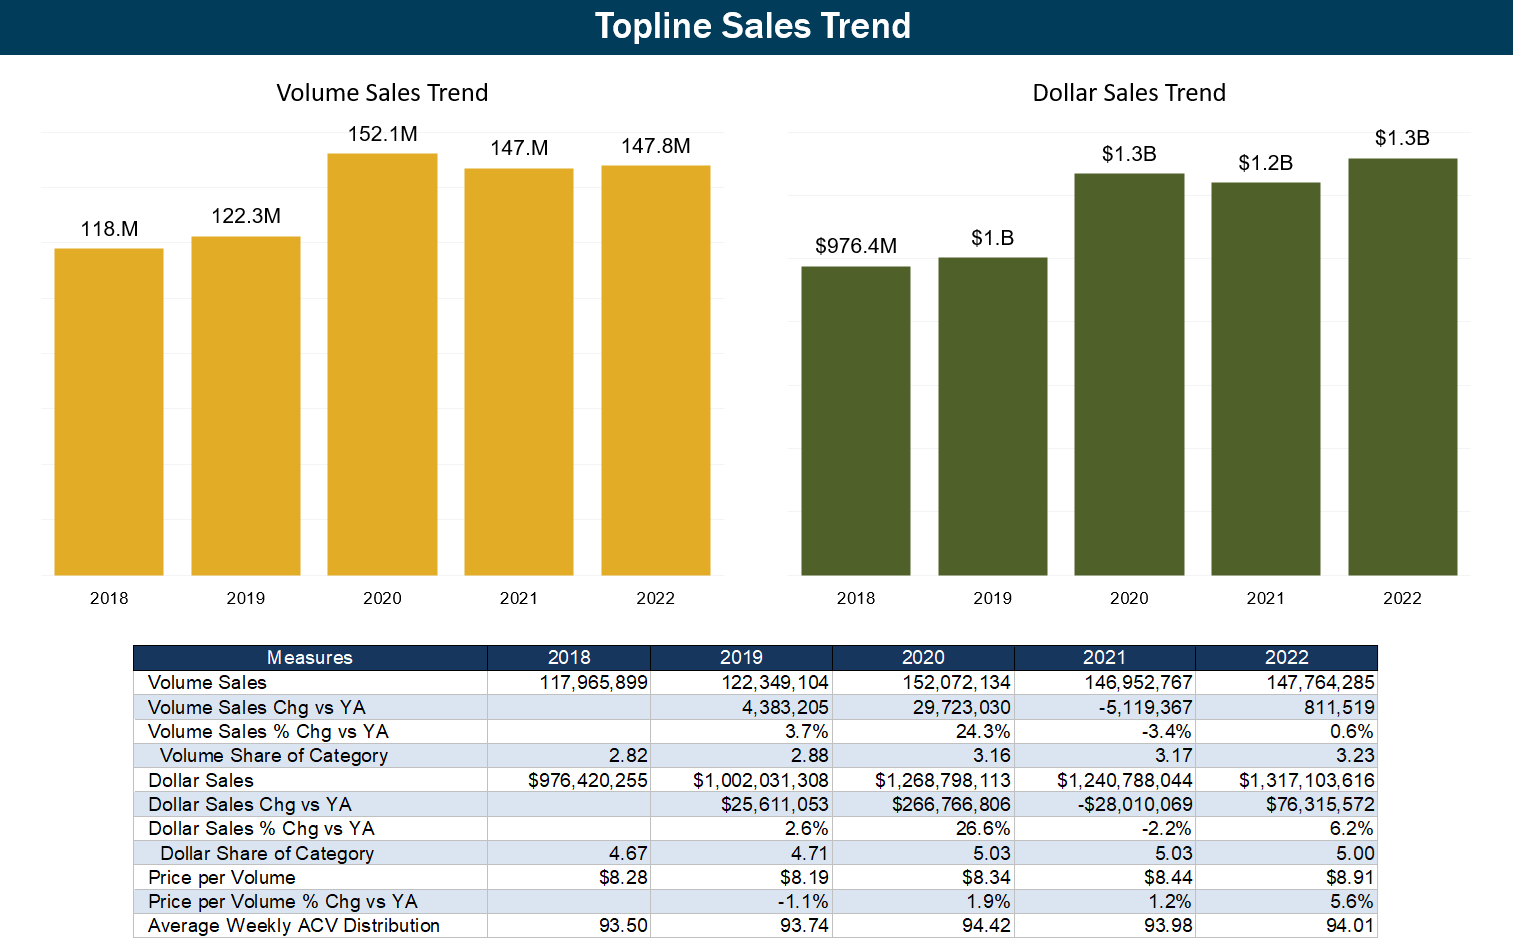 Topline Sales Trend
Volume Sales Trend
118.M 122.3M 152.1M 147.M 147.8M
2018 2019 2020 2021 2022
Dollar Sales Trend
$976.4M $1.B $1.3B $1.2B $1.3B
2018 2019 2020 2021 2022
Measures 2018 2019 2020 2021 2022
Volume Sales 117,965,899 122,349,104 152,072,134 146,952,767 147,764,285
Volume Sales Chg vs YA 4,383,205 29,723,030 -5,119,367 811,519
Volume Sales % Chg vs YA 3.7% 24.3% -3.4% 0.6%
Volume Share of Category 2.82 2.88 3.16 3.17 3.23
Dollar Sales $976,420,255 $1,002,031,308 $1,268,798,113 $1,240,788,044 $1,317,103,616
Dollar Sales Chg vs YA $25,611,053 $266,766,806 -$28,010,069 $76,315,572
Dollar Sales % Chg vs YA 2.6% 26.6% -2.2% 6.2%
Dollar Share of Category 4.67 4.71 5.03 5.03 5.00
Price per Volume $8.28 $8.19 $8.34 $8.44 $8.91
Price per Volume % Chg vs YA -1.1% 1.9% 1.2% 5.6%
Average Weekly ACV Distribution 93.50 93.74 94.42 93.98 94.01